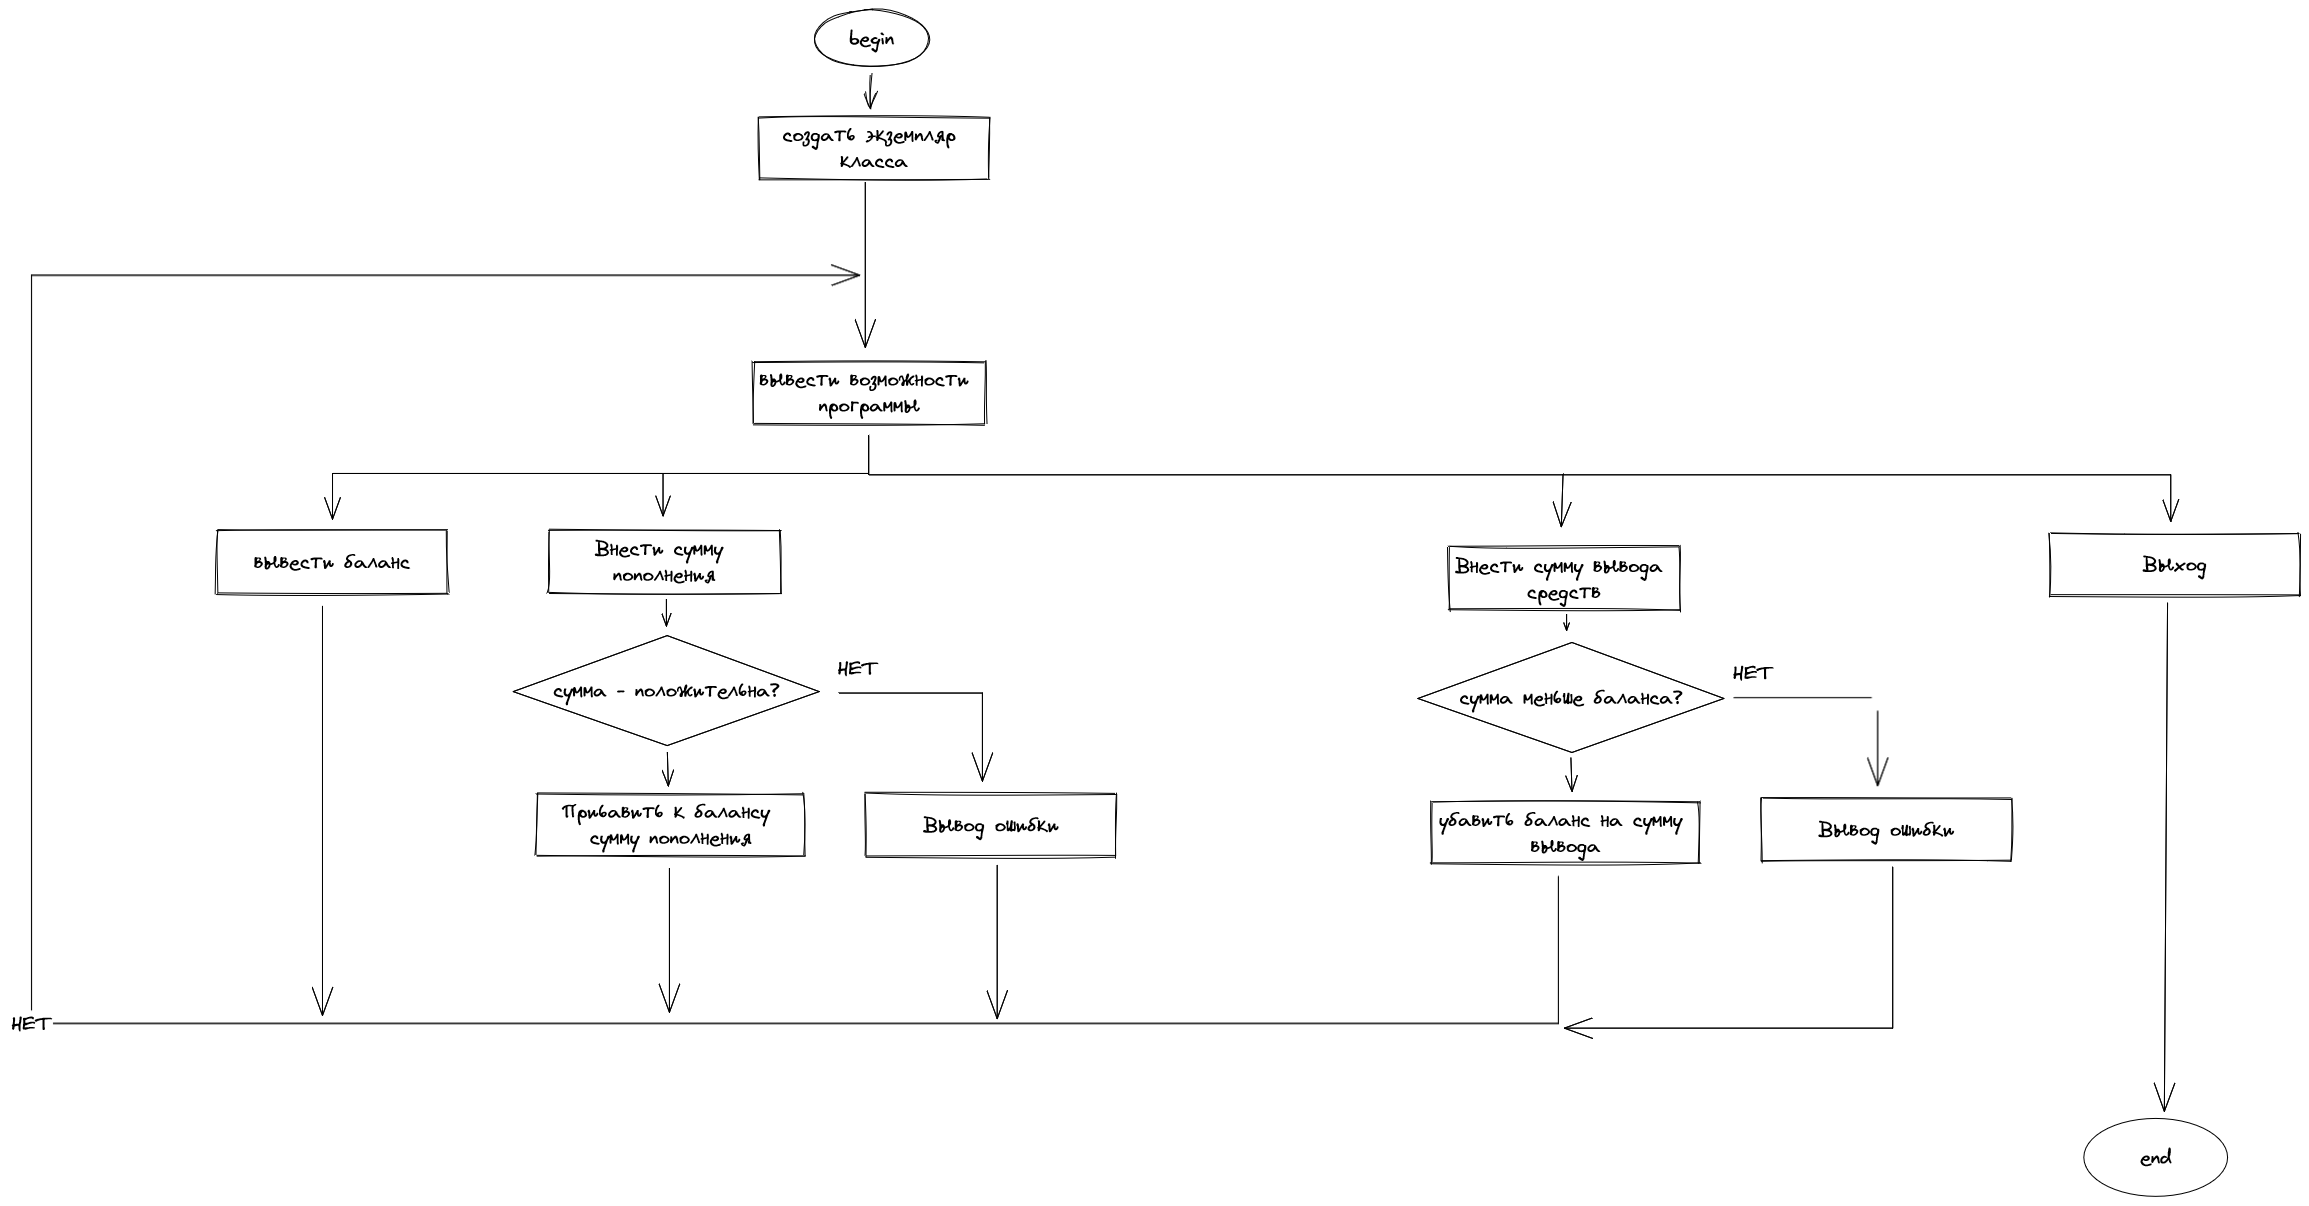 begin
создать экземпляр
класса
вывести возможности
программы
вывести баланс
Внести сумму
пополнения
Внести сумму вывода
средств
Выход
сумма - положительна?
НЕТ
сумма меньше баланса?
НЕТ
Прибавить к балансу
сумму пополнения
Вывод ошибки
убавить баланс на сумму
вывода
Вывод ошибки
НЕТ
end